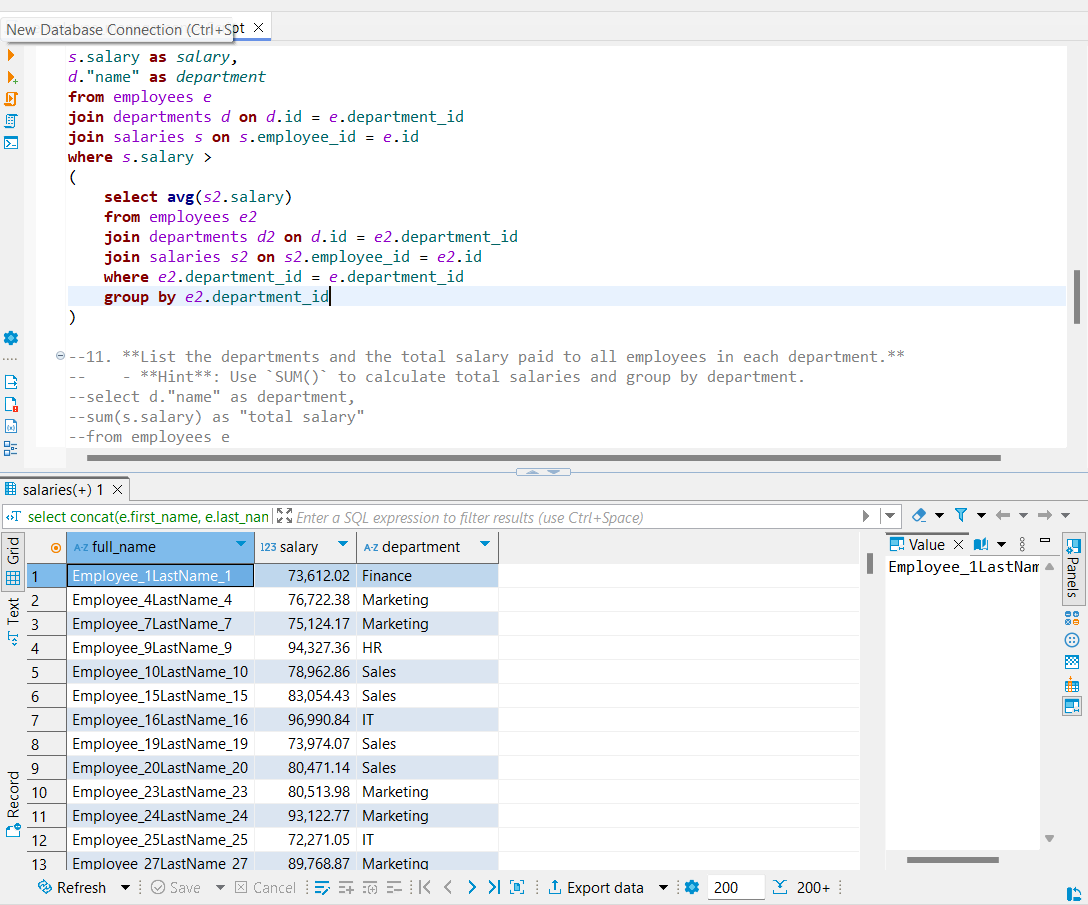 New Database Connection (Ctrl+S
pt
s.salary as salary,
d."name" as department
from employees e
join departments d on d.id = e.department_id
join salaries s on s.employee_id = e.id
where s.salary >
(
select avg(s2.salary)
from employees e2
join departments d2 on d.id = e2.department_id
join salaries s2 on s2.employee_id = e2.id
where e2.department_id = e.department_id
group by e2.department_id
)
--11. **List the departments and the total salary paid to all employees in each department.**
-- - **Hint**: Use `SUM()` to calculate total salaries and group by department.
--select d."name" as department,
--sum(s.salary) as "total salary"
--from employees e
salaries(+) 1
select concat(e.first_name, e.last_nan Enter a SQL expression to filter results (use Ctrl+Space)
Grid
Text
Record
A-Z full_name 123 salary A-Z department
1 Employee_1LastName_1 73,612.02 Finance
2 Employee_4LastName_4 76,722.38 Marketing
3 Employee_7LastName_7 75,124.17 Marketing
4 Employee_9LastName_9 94,327.36 HR
5 Employee_10LastName_10 78,962.86 Sales
6 Employee_15LastName_15 83,054.43 Sales
7 Employee_16LastName_16 96,990.84 IT
8 Employee_19LastName_19 73,974.07 Sales
9 Employee_20LastName_20 80,471.14 Sales
10 Employee_23LastName_23 80,513.98 Marketing
11 Employee_24LastName_24 93,122.77 Marketing
12 Employee_25LastName_25 72,271.05 IT
13 Employee_27LastName_27 89,768.87 Marketing
Value
Employee_1LastNam
Panels
Refresh Save Cancel Export data 200 200+